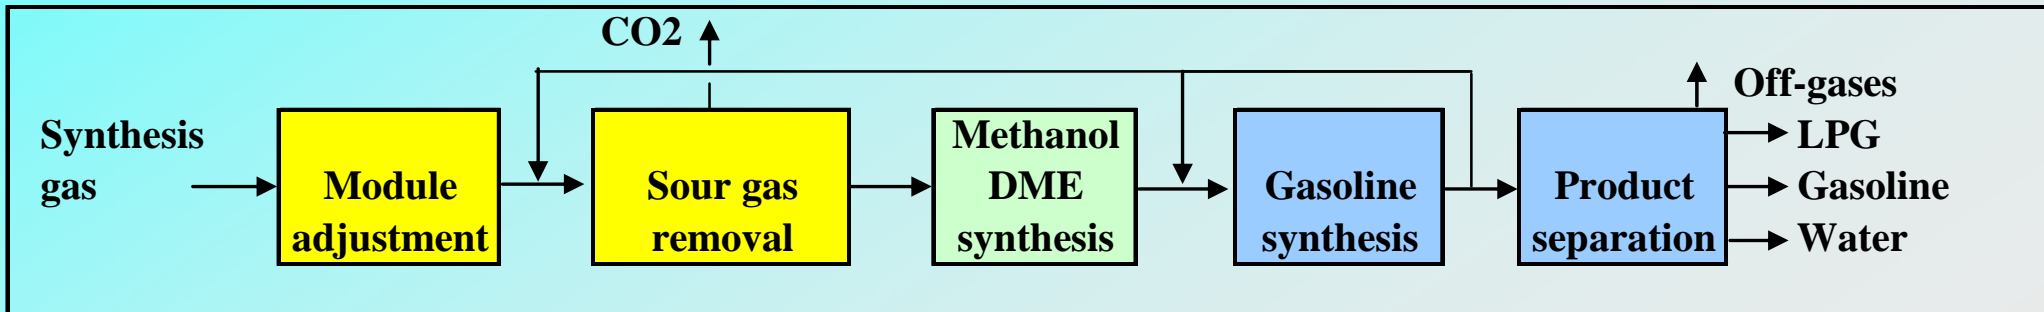 CO2
Synthesis
gas
Module
adjustment
Sour gas
removal
Methanol
DME
synthesis
Gasoline
synthesis
Product
separation
Off-gases
LPG
Gasoline
Water